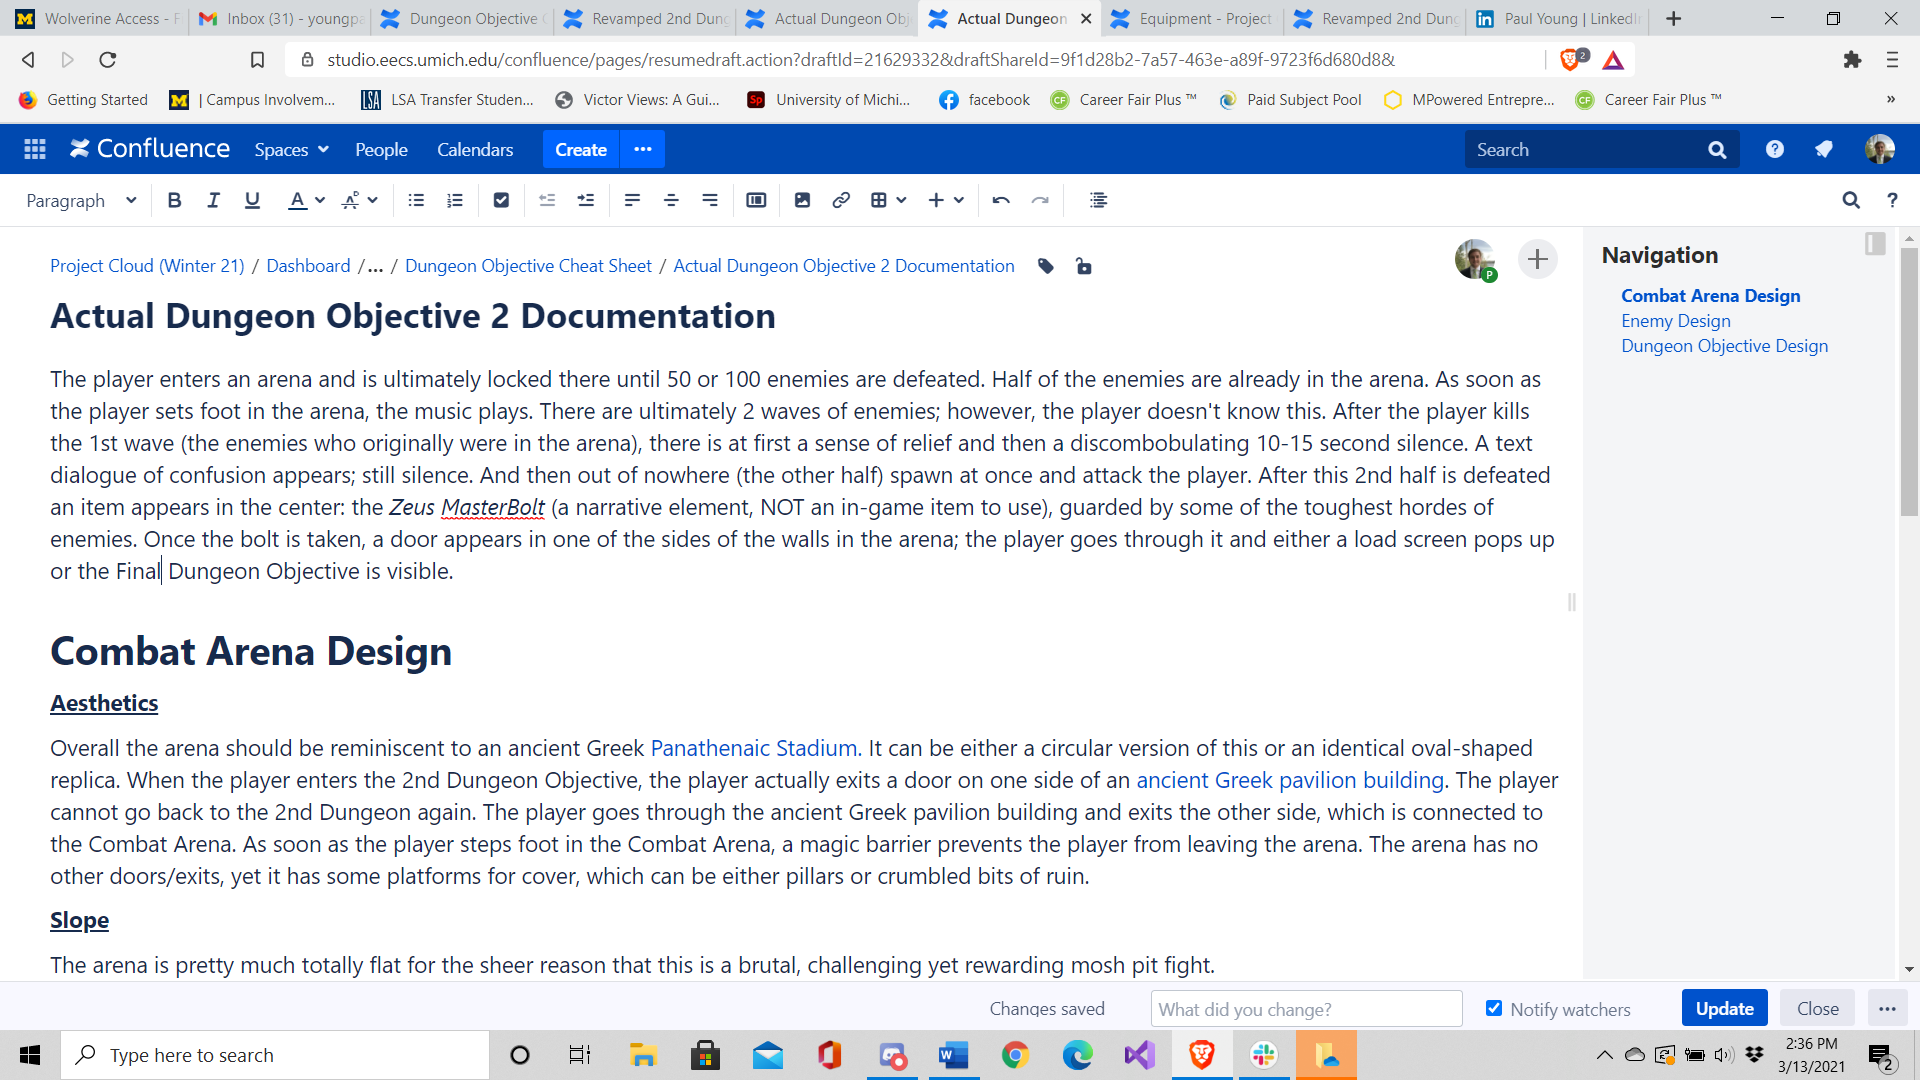 Wolverine Access - F
Inbox (31) - youngpa
Dungeon Objective C
Revamped 2nd Dung
Actual Dungeon Obj
Actual Dungeon
Equipment - Project
Revamped 2nd Dung
Paul Young | LinkedIn
studio.eecs.umich.edu/confluence/pages/resumedraft.action?draftId=21629332&draftShareId=9f1d28b2-7a57-463e-a89f-9723f6d680d8&
2
Getting Started
| Campus Involvem...
LSA Transfer Studen...
Victor Views: A Gui...
University of Michi...
facebook
Career Fair Plus ™
Paid Subject Pool
MPowered Entrepre...
Career Fair Plus ™
»
Confluence
Spaces
People
Calendars
Create
Search
Paragraph
B I U A
Project Cloud (Winter 21) / Dashboard /... / Dungeon Objective Cheat Sheet / Actual Dungeon Objective 2 Documentation
P
Actual Dungeon Objective 2 Documentation
The player enters an arena and is ultimately locked there until 50 or 100 enemies are defeated. Half of the enemies are already in the arena. As soon as
the player sets foot in the arena, the music plays. There are ultimately 2 waves of enemies; however, the player doesn't know this. After the player kills
the 1st wave (the enemies who originally were in the arena), there is at first a sense of relief and then a discombobulating 10-15 second silence. A text
dialogue of confusion appears; still silence. And then out of nowhere (the other half) spawn at once and attack the player. After this 2nd half is defeated
an item appears in the center: the Zeus MasterBolt (a narrative element, NOT an in-game item to use), guarded by some of the toughest hordes of
enemies. Once the bolt is taken, a door appears in one of the sides of the walls in the arena; the player goes through it and either a load screen pops up
or the Final Dungeon Objective is visible.
Combat Arena Design
Aesthetics
Overall the arena should be reminiscent to an ancient Greek Panathenaic Stadium. It can be either a circular version of this or an identical oval-shaped
replica. When the player enters the 2nd Dungeon Objective, the player actually exits a door on one side of an ancient Greek pavilion building. The player
cannot go back to the 2nd Dungeon again. The player goes through the ancient Greek pavilion building and exits the other side, which is connected to
the Combat Arena. As soon as the player steps foot in the Combat Arena, a magic barrier prevents the player from leaving the arena. The arena has no
other doors/exits, yet it has some platforms for cover, which can be either pillars or crumbled bits of ruin.
Slope
The arena is pretty much totally flat for the sheer reason that this is a brutal, challenging yet rewarding mosh pit fight.
Navigation
Combat Arena Design
Enemy Design
Dungeon Objective Design
Changes saved
What did you change?
Notify watchers
Update
Close
Type here to search
2:36 PM
3/13/2021
2